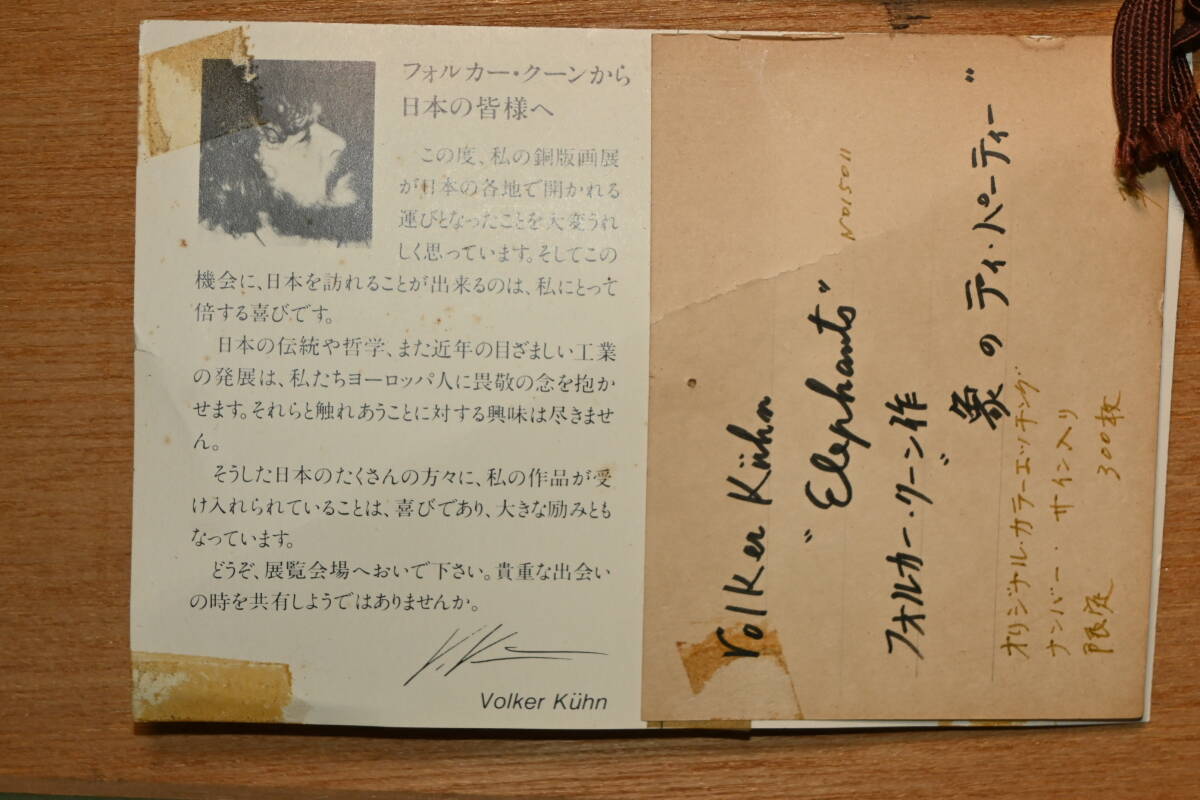 フォルカー・クーンから
日本の皆様へ
この度、私の銅版画展
が日本の各地で開かれる
運びとなったことを大変うれ
しく思っています。そしてこの
機会に、日本を訪れることが出来るのは、私にとって
倍する喜びです。
日本の伝統や哲学、また近年の目ざましい工業
の発展は、私たちヨーロッパ人に畏敬の念を抱か
せます。それらと触れあうことに対する興味は尽きませ
ん。
そうした日本のたくさんの方々に、私の作品が受
け入れられていることは、喜びであり、大きな励みとも
なっています。
どうぞ、展覧会場へおいで下さい。貴重な出会い
の時を共有しようではありませんか。
Volker Kühn
Volker Kühn
"Elephants"
NO15011
フォルカー・クーン作
"象のティ・パーティー"
オリジナルカラーエッチング
ナンバー・サイン入り
限定 300枚